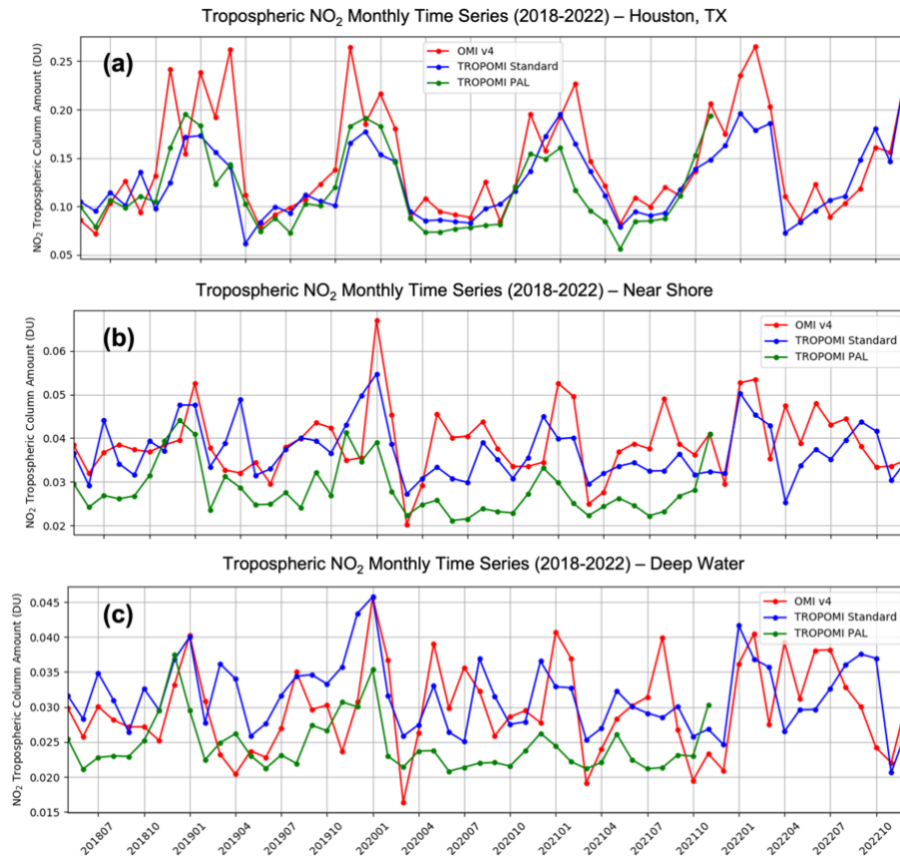 Tropospheric NO₂ Monthly Time Series (2018-2022) – Houston, TX
(a)
OMI v4
TROPOMI Standard
TROPOMI PAL
NO₂ Tropospheric Column Amount (DU)
0.25
0.20
0.15
0.10
0.05
Tropospheric NO₂ Monthly Time Series (2018-2022) – Near Shore
(b)
OMI v4
TROPOMI Standard
TROPOMI PAL
NO₂ Tropospheric Column Amount (DU)
0.06
0.05
0.04
0.03
0.02
Tropospheric NO₂ Monthly Time Series (2018-2022) – Deep Water
(c)
OMI v4
TROPOMI Standard
TROPOMI PAL
NO₂ Tropospheric Column Amount (DU)
0.045
0.040
0.035
0.030
0.025
0.020
0.015
201807 201810 201901 201904 201907 201910 202001 202004 202007 202010 202101 202104 202107 202110 202201 202204 202207 202210